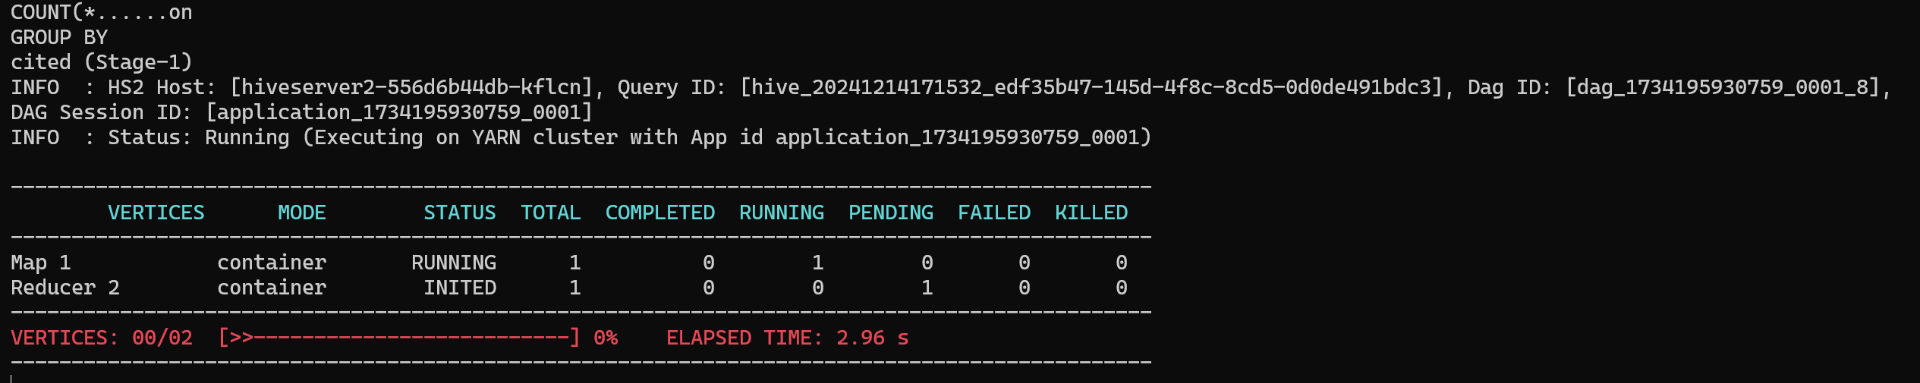 COUNT(*......on
GROUP BY
cited (Stage-1)
INFO  : HS2 Host: [hiveserver2-556d6b44db-kflcn], Query ID: [hive_20241214171532_edf35b47-145d-4f8c-8cd5-0d0de491bdc3], Dag ID: [dag_1734195930759_0001_8],
DAG Session ID: [application_1734195930759_0001]
INFO  : Status: Running (Executing on YARN cluster with App id application_1734195930759_0001)
----------------------------------------------------------------------------------------------
        VERTICES      MODE        STATUS  TOTAL  COMPLETED  RUNNING  PENDING  FAILED  KILLED
----------------------------------------------------------------------------------------------
Map 1            container       RUNNING      1          0        1        0       0       0
Reducer 2        container        INITED      1          0        0        1       0       0
----------------------------------------------------------------------------------------------
VERTICES: 00/02  [>>--------------------------] 0%    ELAPSED TIME: 2.96 s
----------------------------------------------------------------------------------------------